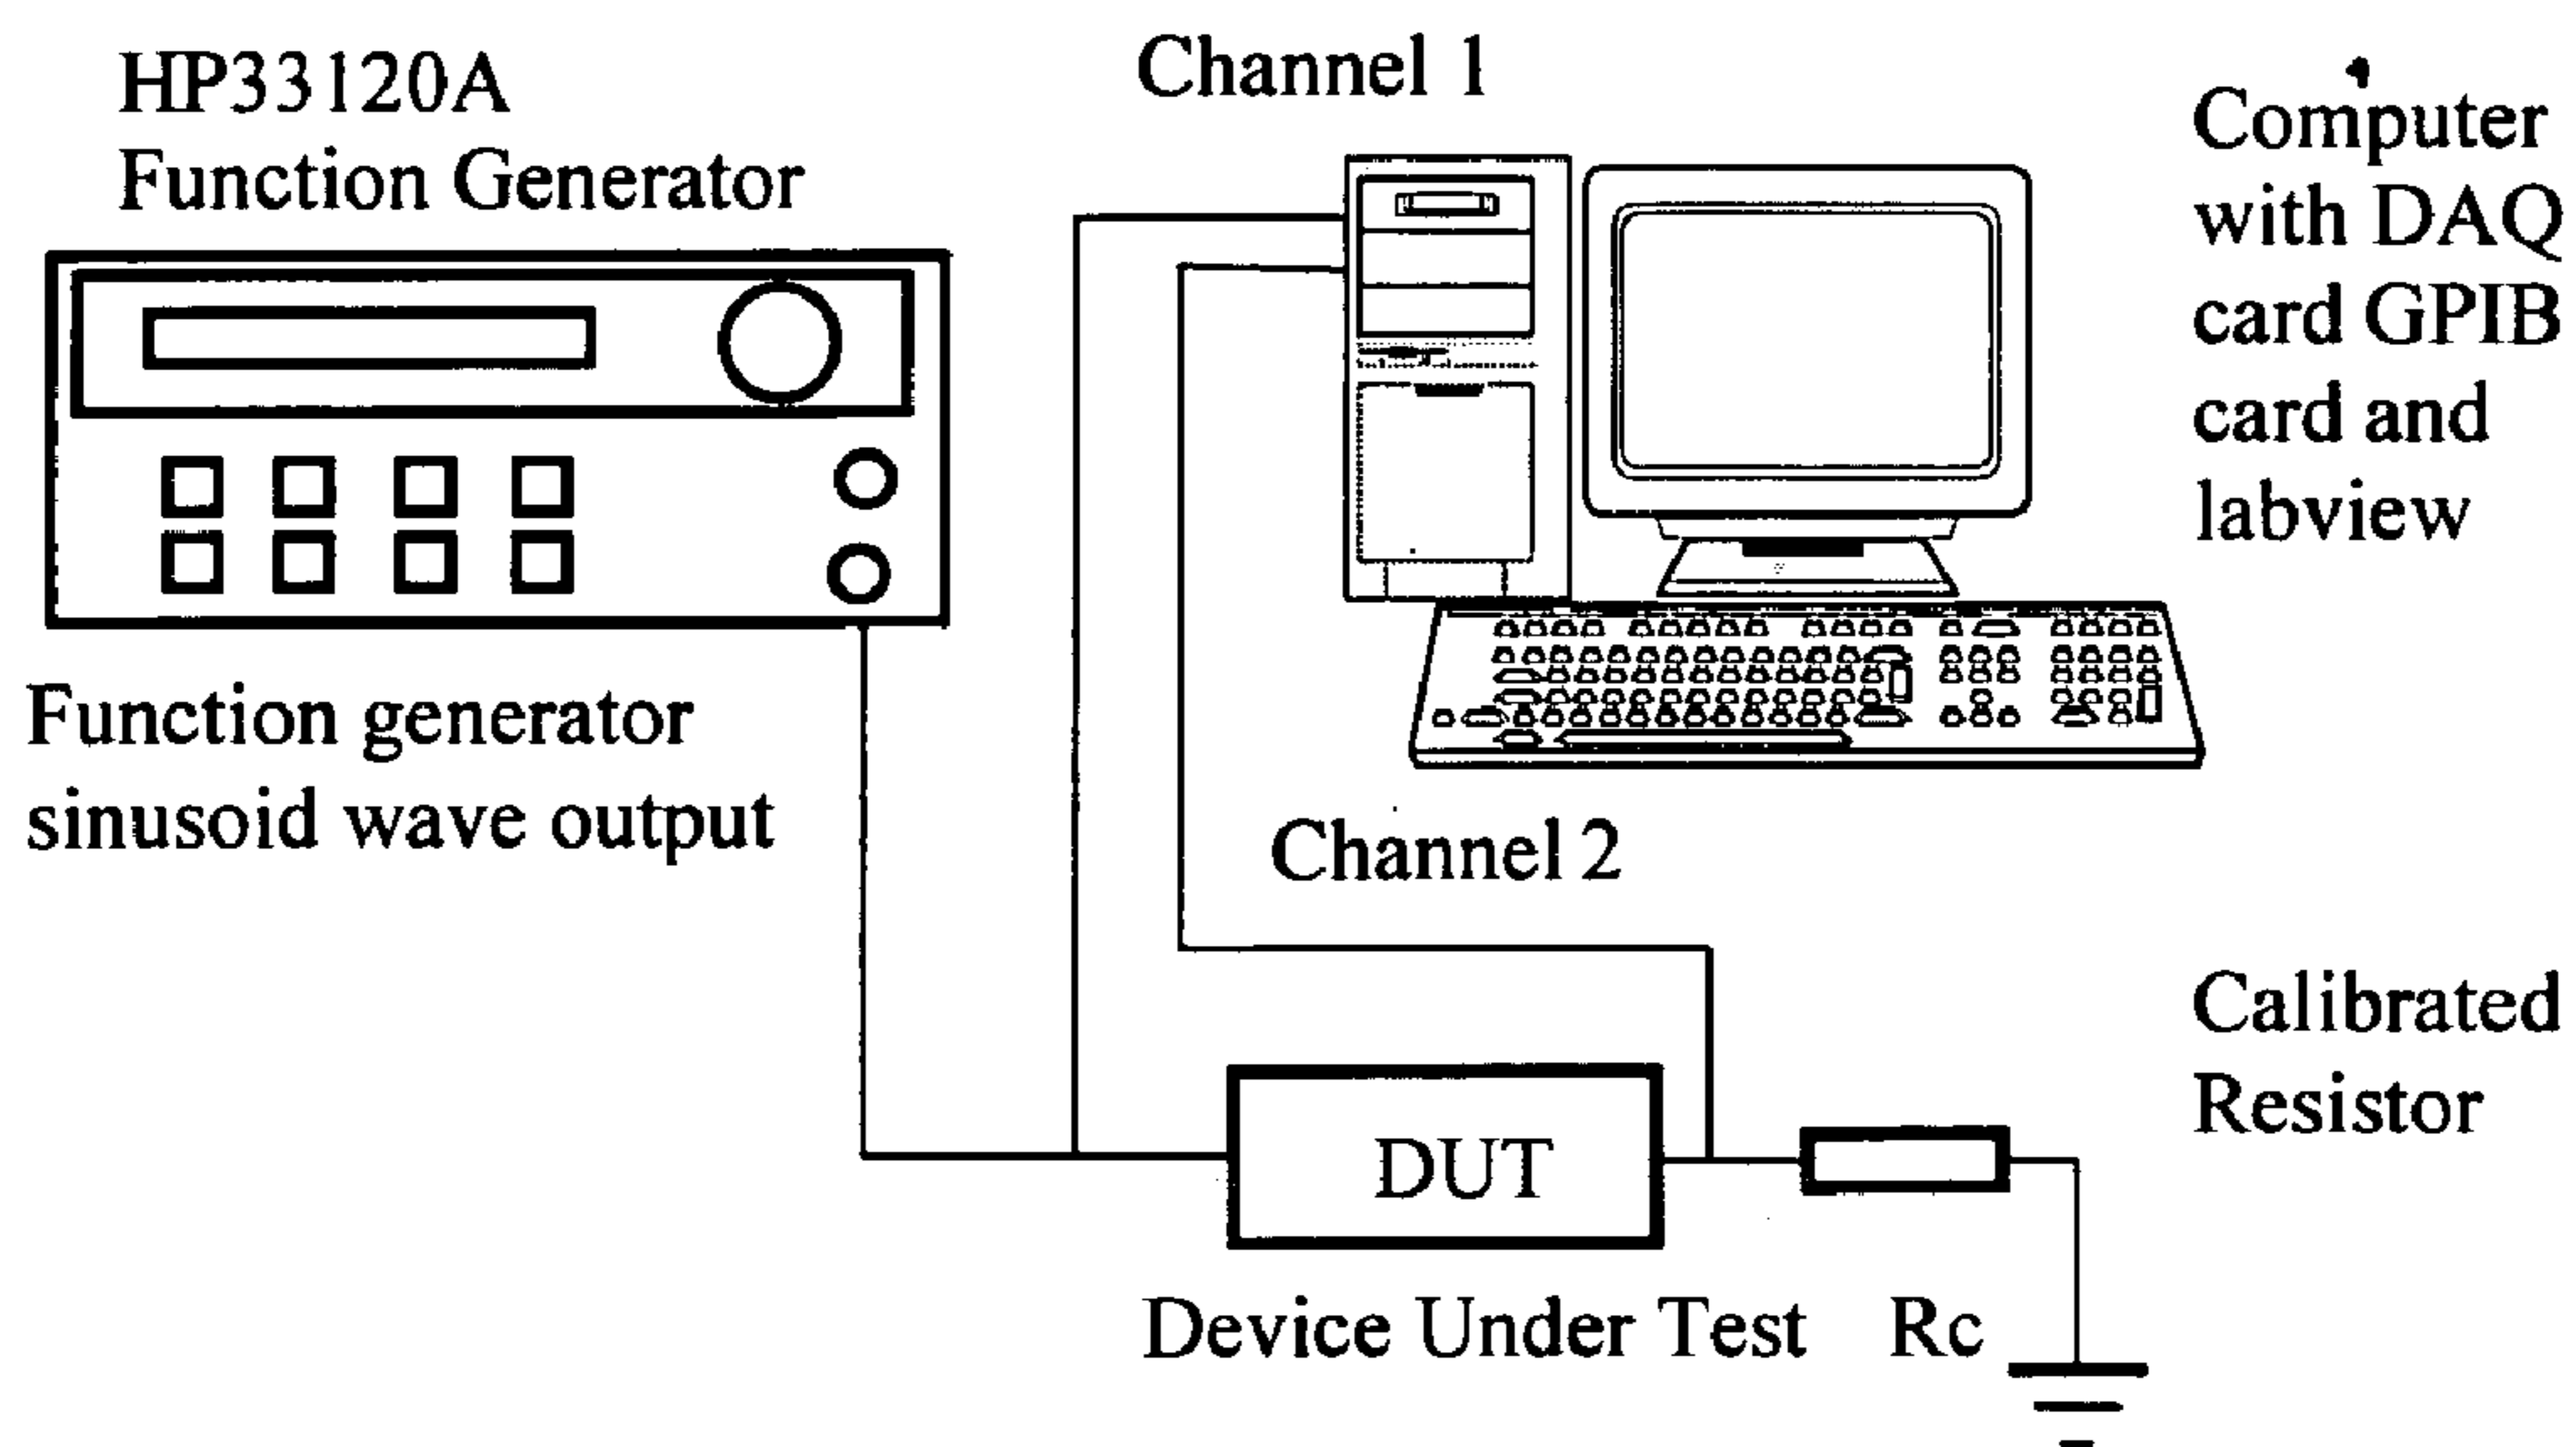 HP33120A
Function Generator
Channel 1
Computer
with DAQ
card GPIB
card and
labview
Function generator
sinusoid wave output
Channel 2
Calibrated
Resistor
DUT
Device Under Test
Rc